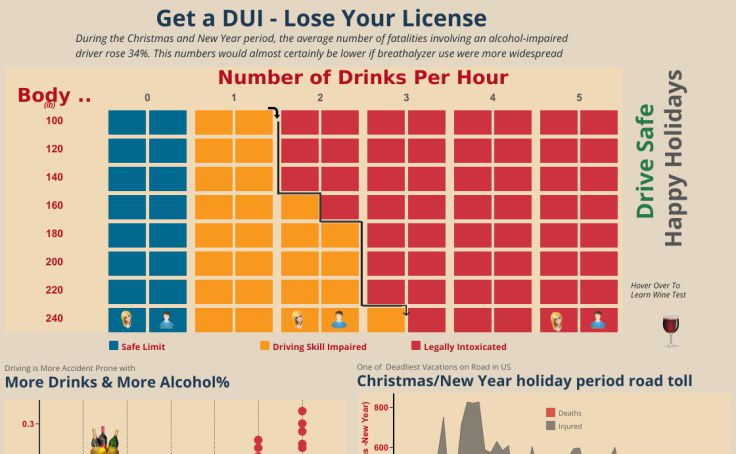 Get a DUI - Lose Your License
During the Christmas and New Year period, the average number of fatalities involving an alcohol-impaired
driver rose 34%. This numbers would almost certainly be lower if breathalyzer use were more widespread
Number of Drinks Per Hour
Body ..
(lb)
0 1 2 3 4 5
100
120
140
160
180
200
220
240
Safe Limit Driving Skill Impaired Legally Intoxicated
Drive Safe
Happy Holidays
Hover Over To
Learn Wine Test
Driving is More Accident Prone with
More Drinks & More Alcohol%
0.3
One of Deadliest Vacations on Road in US
Christmas/New Year holiday period road toll
800
600
Deaths
Injured
-New Year)